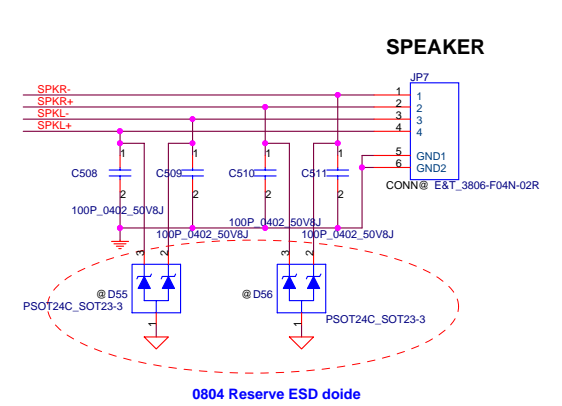 SPEAKER
JP7
SPKR-
SPKR+
SPKL-
SPKL+
1 1
2 2
3 3
4 4
5 GND1
6 GND2
CONN@ E&T_3806-F04N-02R
1 1 1 1
C508 C509 C510 C511
2 2 2 2
100P_0402_50V8J
100P_0402_50V8J
100P_0402_50V8J
100P_0402_50V8J
3 2 3 2
@D55 @D56
PSOT24C_SOT23-3
PSOT24C_SOT23-3
1 1
0804 Reserve ESD doide